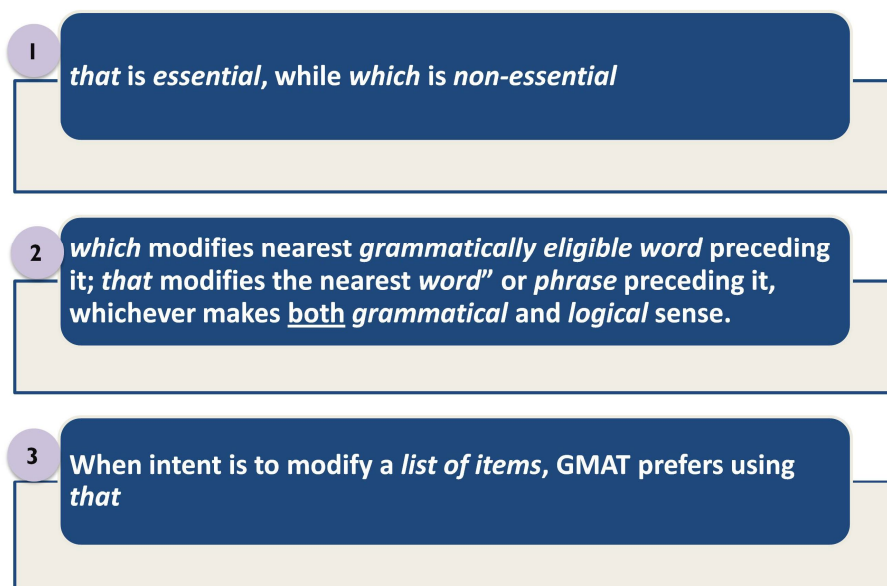 1
that is essential, while which is non-essential
2
which modifies nearest grammatically eligible word preceding
it; that modifies the nearest word” or phrase preceding it,
whichever makes both grammatical and logical sense.
3
When intent is to modify a list of items, GMAT prefers using
that